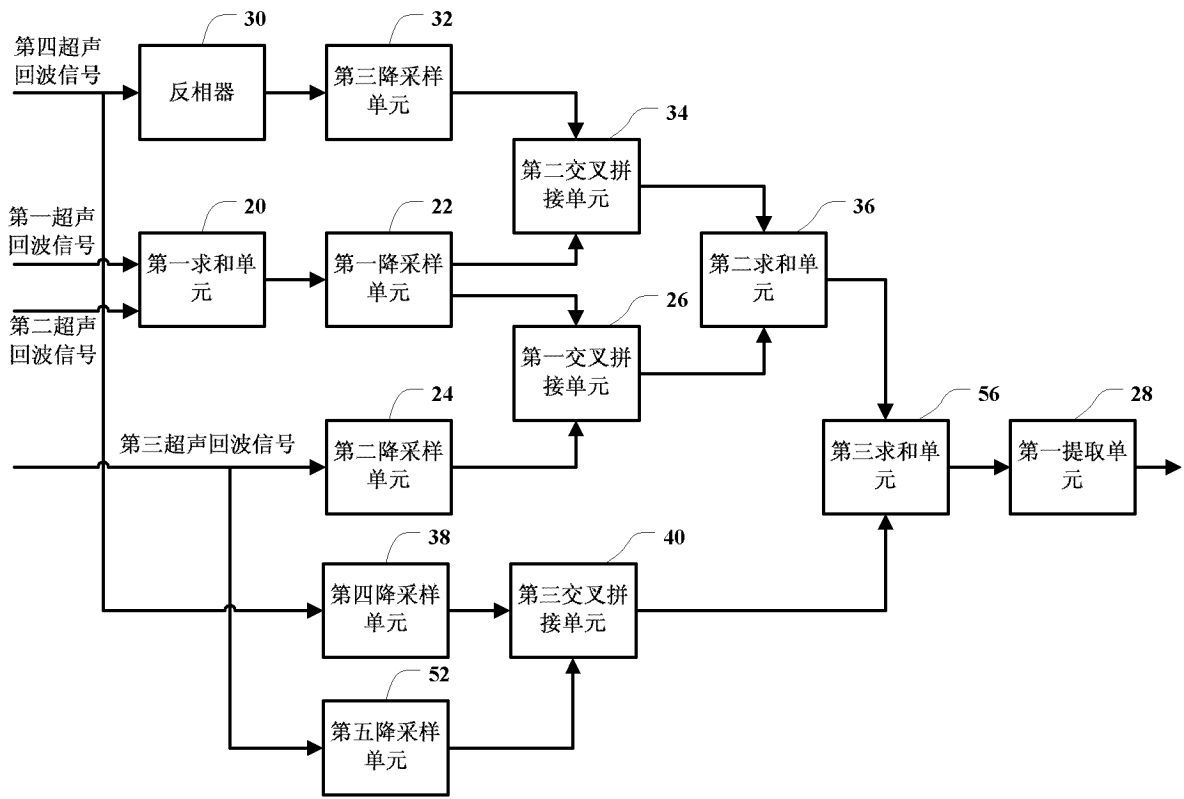 30
32
第四超声
回波信号
反相器
第三降采样
单元
34
第二交叉拼
接单元
第一超声
回波信号
20
22
36
第一求和单
元
第一降采样
单元
第二求和单
元
第二超声
回波信号
26
第一交叉拼
接单元
24
56
28
第三超声回波信号
第二降采样
单元
第三求和单
元
第一提取单
元
38
40
第四降采样
单元
第三交叉拼
接单元
52
第五降采样
单元